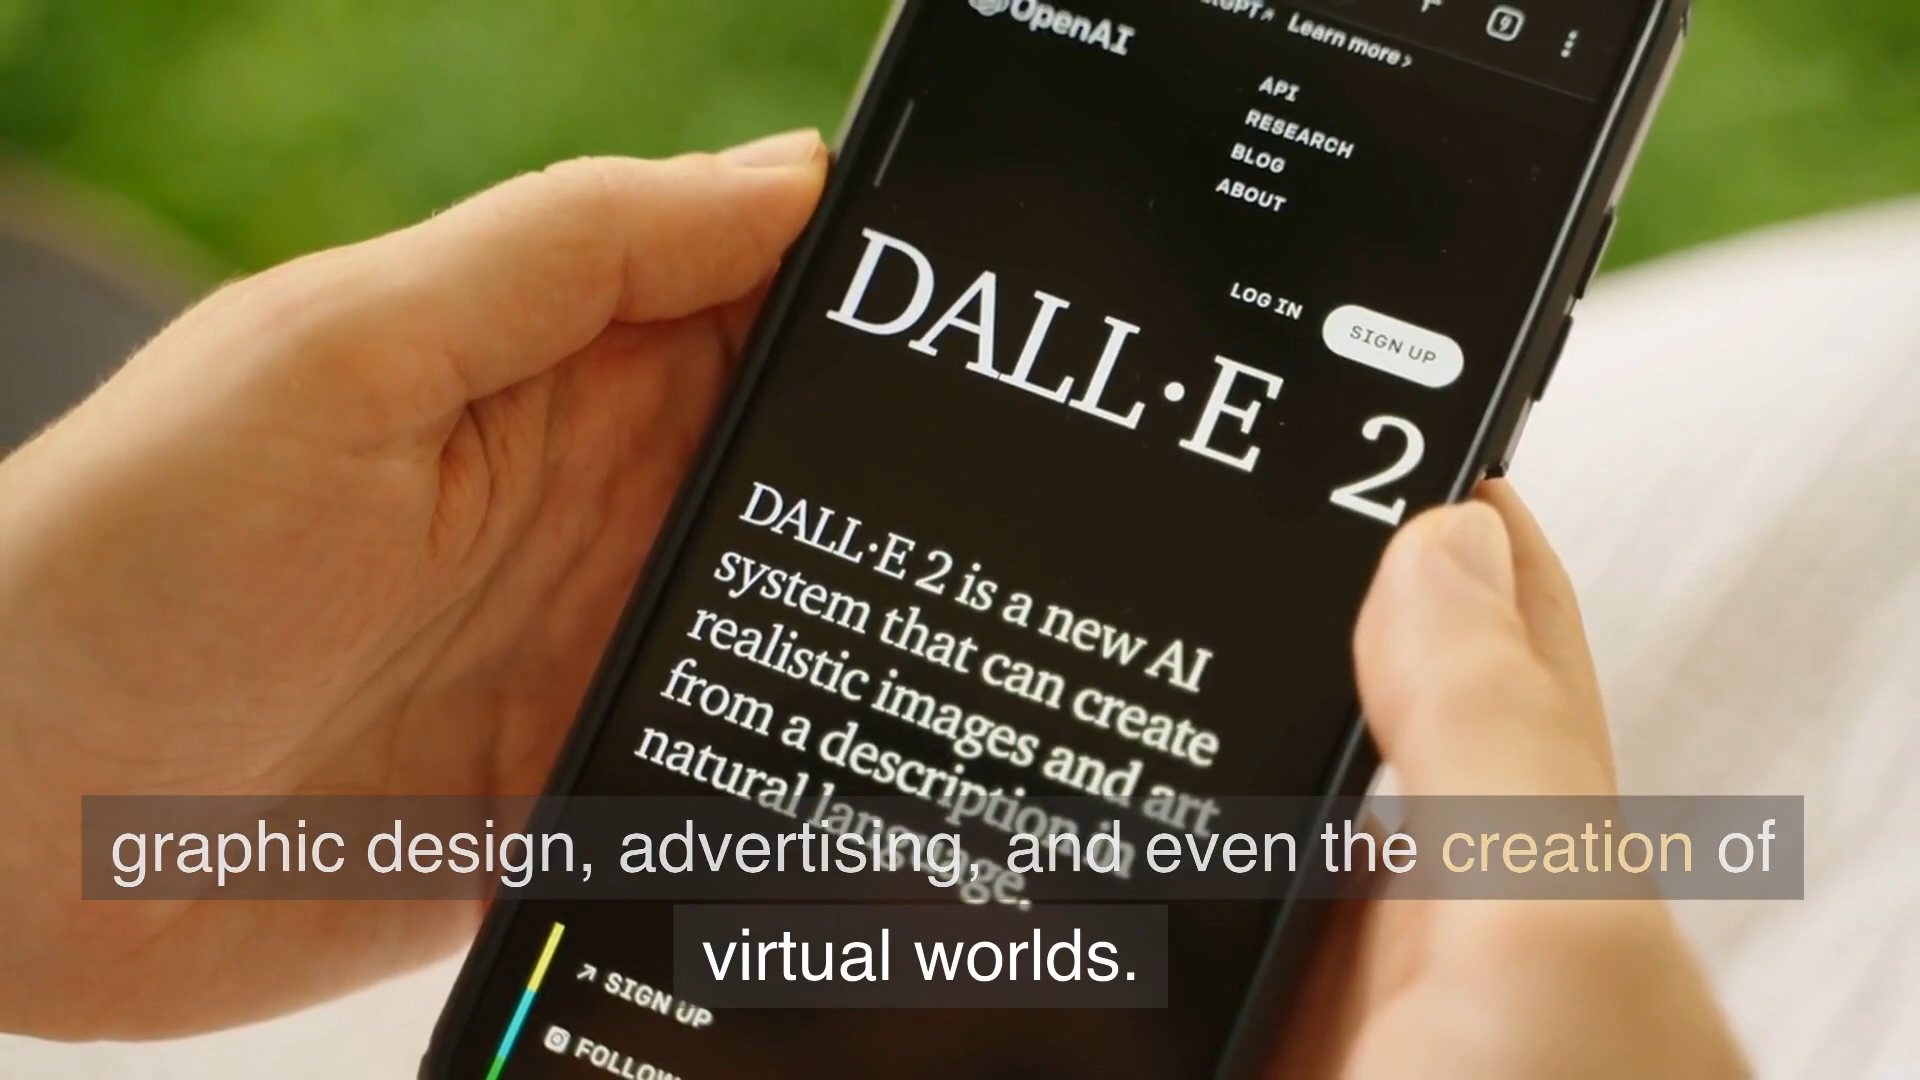 OpenAI
Learn more >
9
API
RESEARCH
BLOG
ABOUT
LOG IN
SIGN UP
DALL·E 2
DALL·E 2 is a new AI
system that can create
realistic images and art
from a description in
natural language.
graphic design, advertising, and even the creation of
virtual worlds.
↗ SIGN UP
FOLLOW